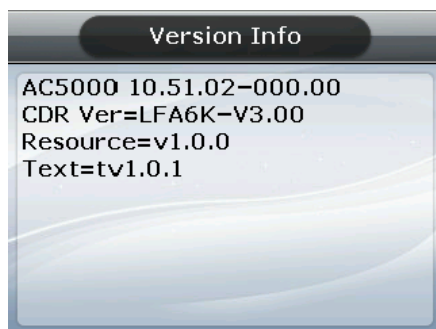 Version Info
AC5000 10.51.02-000.00
CDR Ver=LFA6K-V3.00
Resource=v1.0.0
Text=tv1.0.1